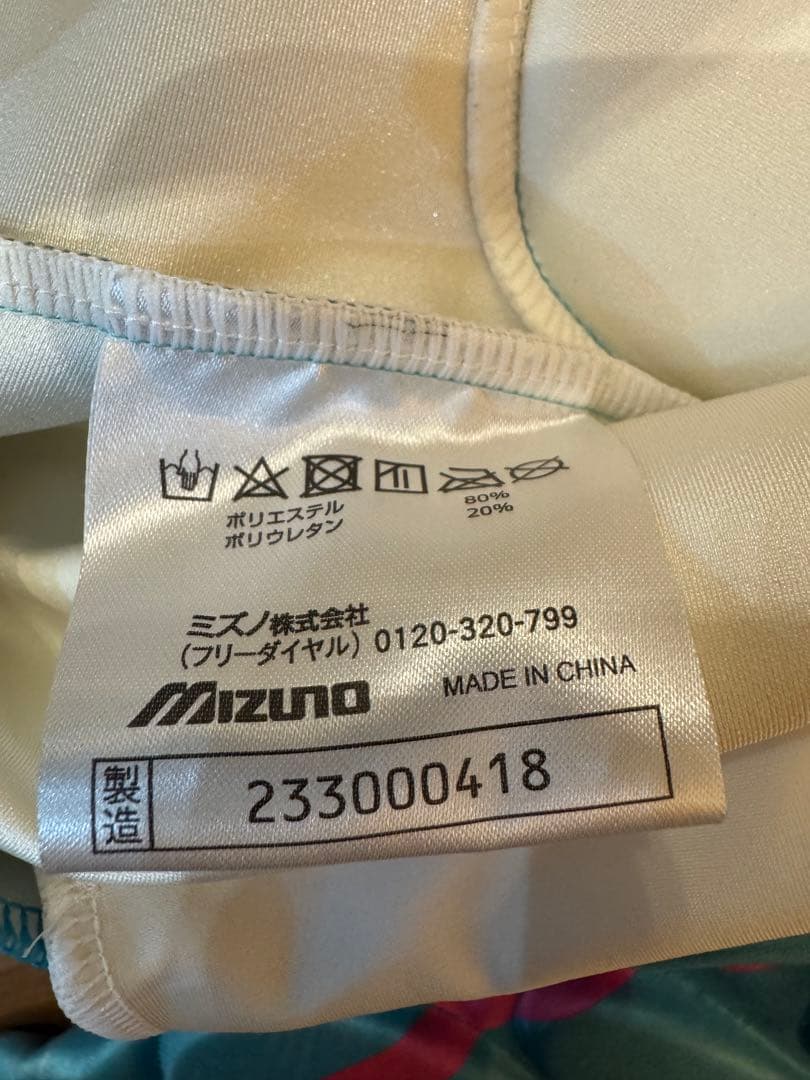 ポリエステル 80%
ポリウレタン 20%
ミズノ株式会社
(フリーダイヤル) 0120-320-799
MIZUNO MADE IN CHINA
製造 233000418